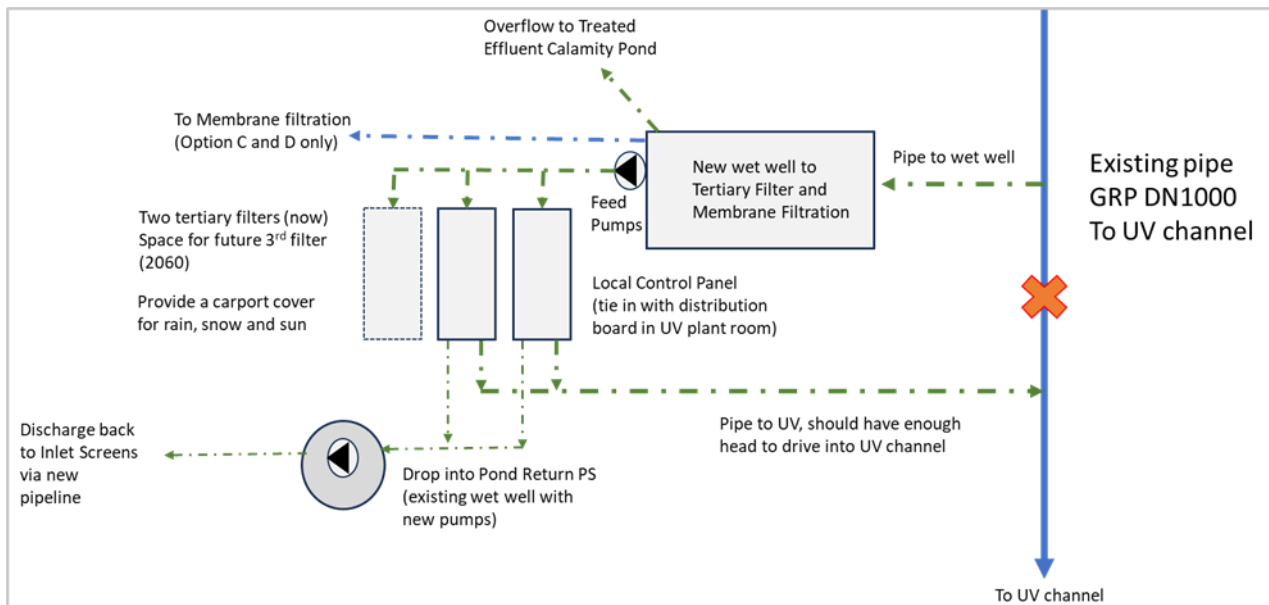 Overflow to Treated
Effluent Calamity Pond
To Membrane filtration
(Option C and D only)
New wet well to
Tertiary Filter and
Membrane Filtration
Pipe to wet well
Existing pipe
GRP DN1000
To UV channel
Feed
Pumps
Two tertiary filters (now)
Space for future 3rd filter
(2060)
Provide a carport cover
for rain, snow and sun
Local Control Panel
(tie in with distribution
board in UV plant room)
Pipe to UV, should have enough
head to drive into UV channel
Discharge back
to Inlet Screens
via new
pipeline
Drop into Pond Return PS
(existing wet well with
new pumps)
To UV channel